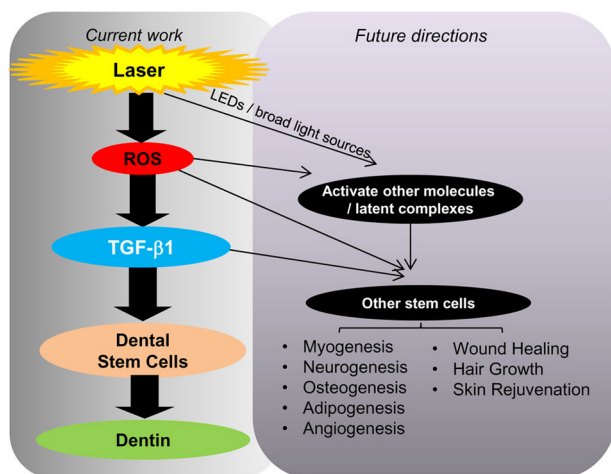 Current work
Future directions
Laser
LEDs / broad light sources
ROS
Activate other molecules
/ latent complexes
TGF-β1
Other stem cells
Dental
Stem Cells
Dentin
• Myogenesis
• Neurogenesis
• Osteogenesis
• Adipogenesis
• Angiogenesis
• Wound Healing
• Hair Growth
• Skin Rejuvenation